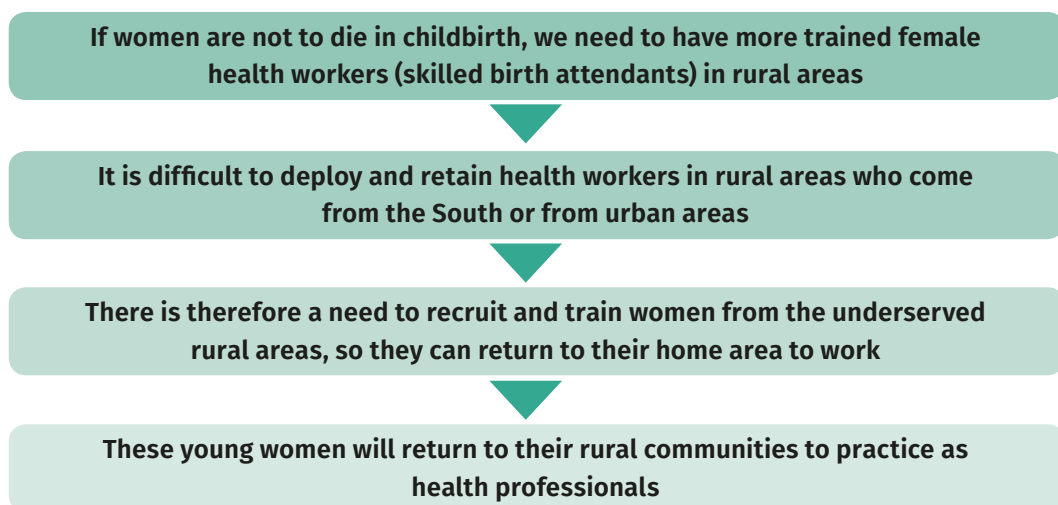 If women are not to die in childbirth, we need to have more trained female
health workers (skilled birth attendants) in rural areas
It is difficult to deploy and retain health workers in rural areas who come
from the South or from urban areas
There is therefore a need to recruit and train women from the underserved
rural areas, so they can return to their home area to work
These young women will return to their rural communities to practice as
health professionals